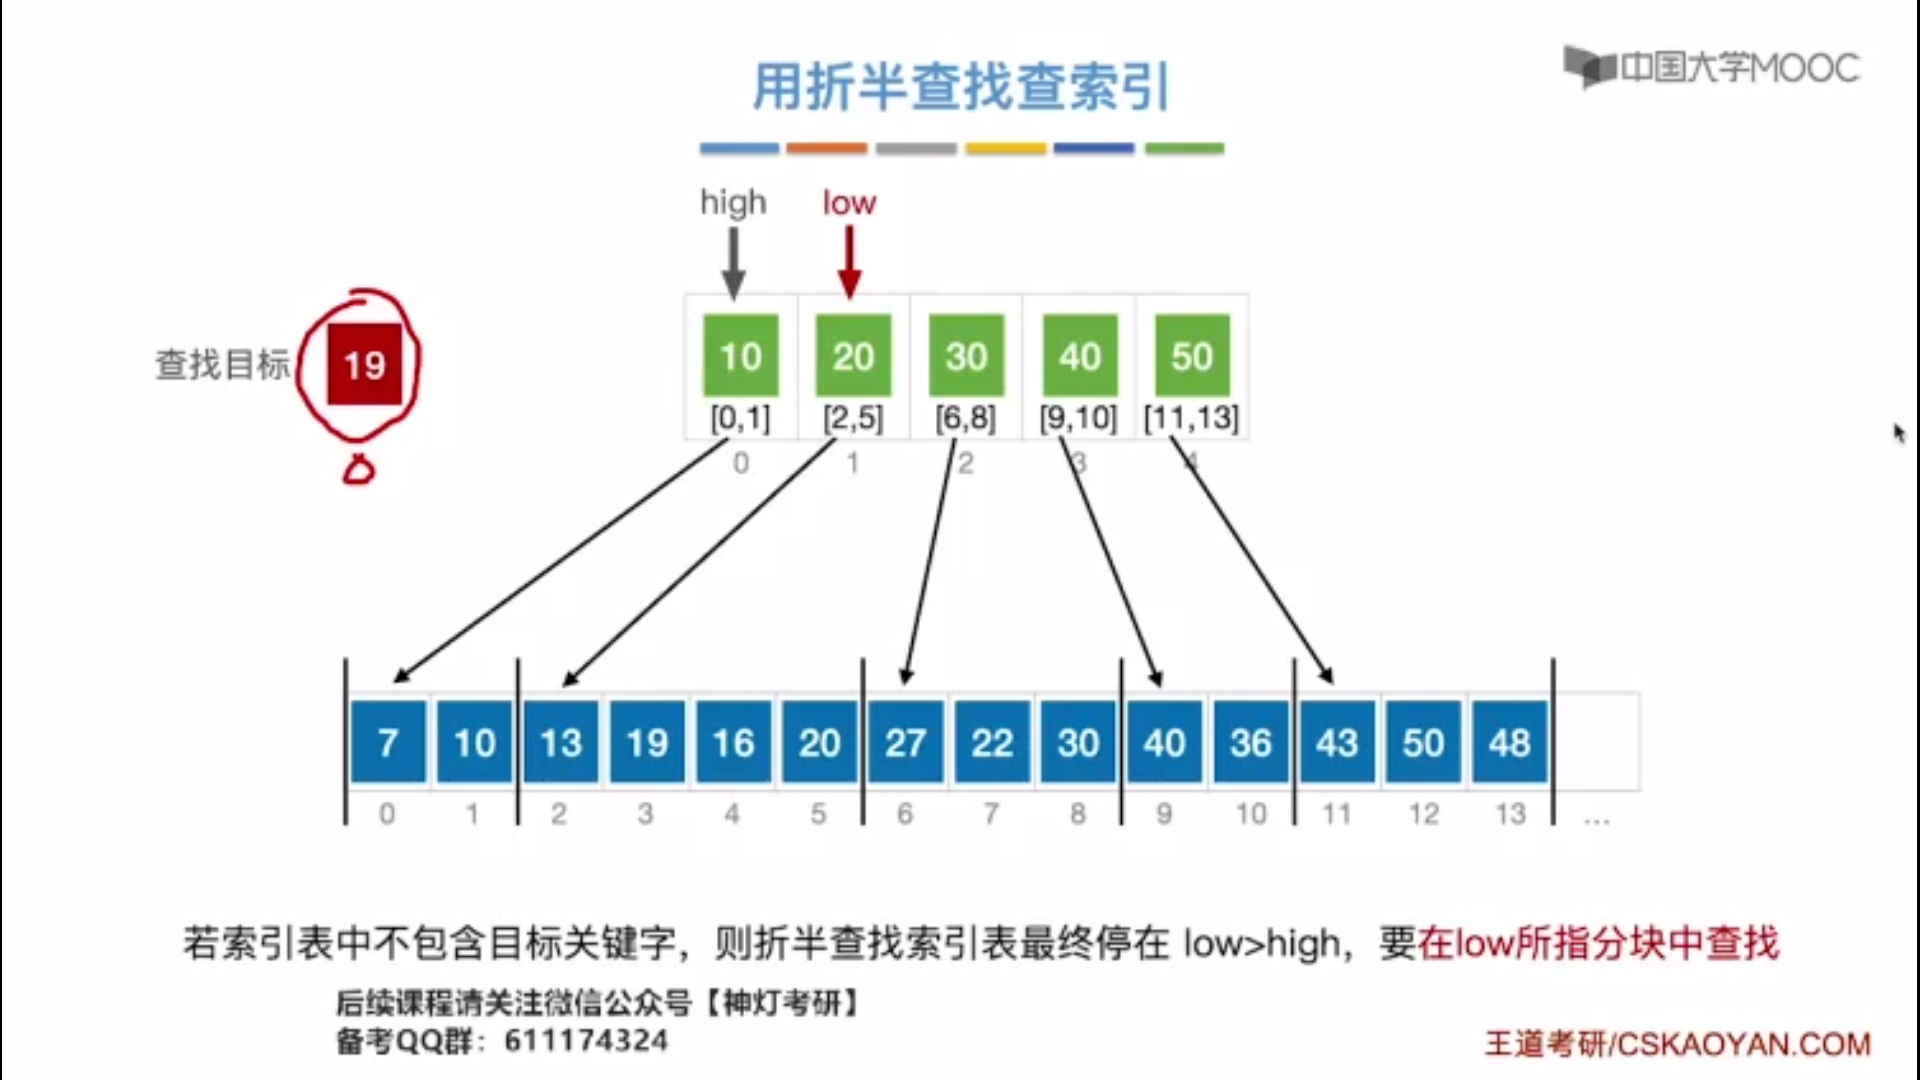 用折半查找查索引
中国大学MOOC
high low
查找目标 19
10 20 30 40 50
[0,1] [2,5] [6,8] [9,10] [11,13]
0 1 2 3 4
7 10 13 19 16 20 27 22 30 40 36 43 50 48
0 1 2 3 4 5 6 7 8 9 10 11 12 13 ...
若索引表中不包含目标关键字，则折半查找索引表最终停在 low>high，要在low所指分块中查找
后续课程请关注微信公众号【神灯考研】
备考QQ群：611174324
王道考研/CSKAOYAN.COM